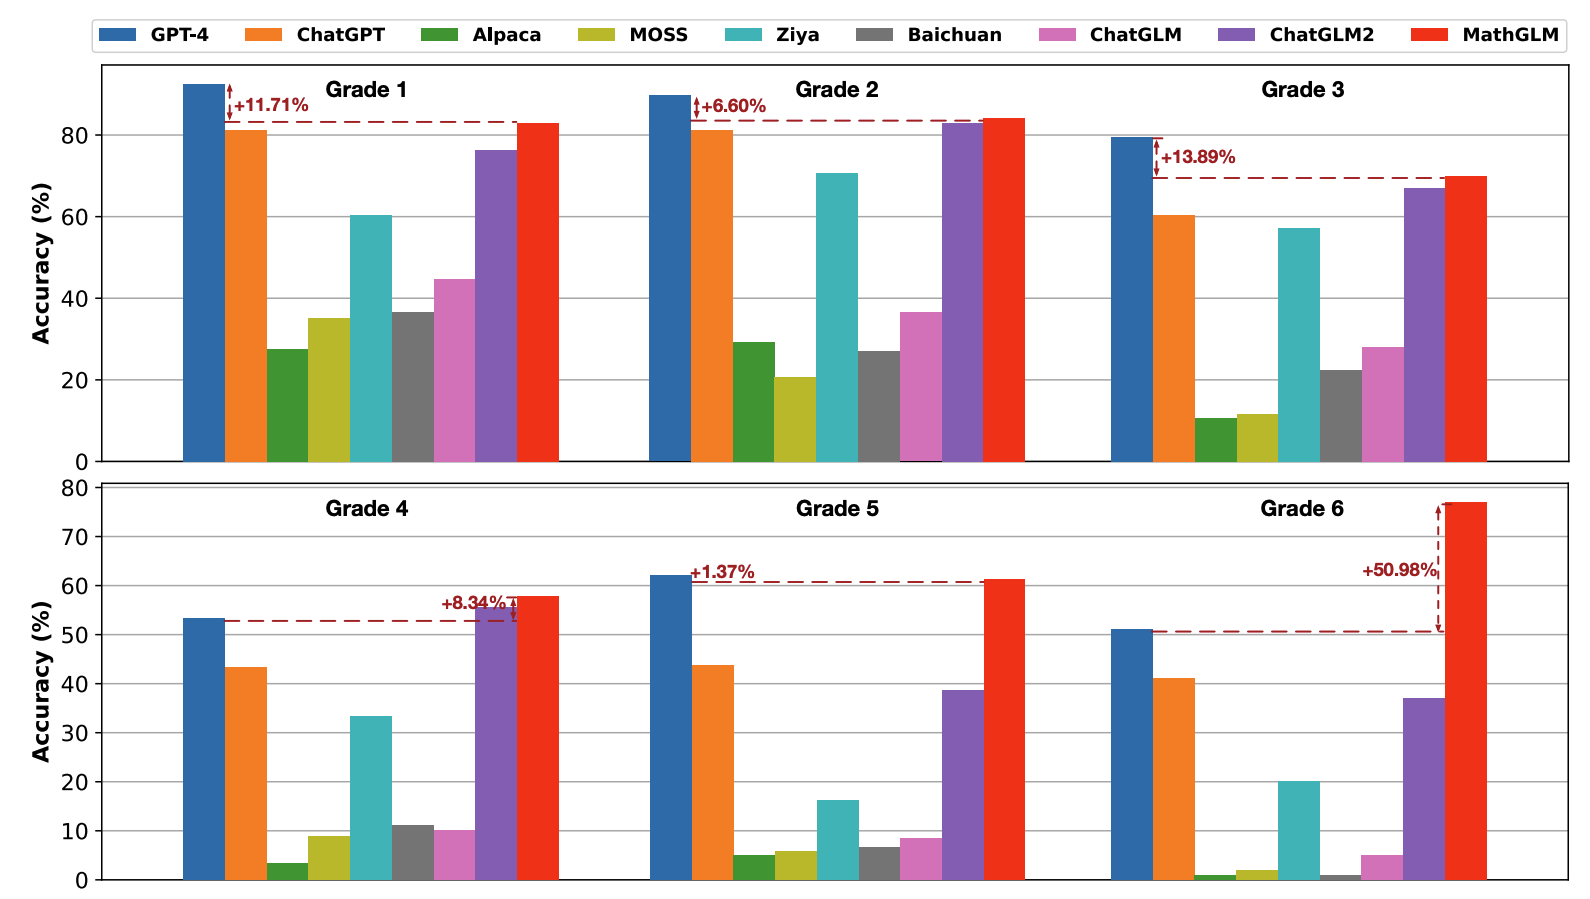 GPT-4 ChatGPT Alpaca MOSS Ziya Baichuan ChatGLM ChatGLM2 MathGLM
Grade 1 Grade 2 Grade 3
+11.71% +6.60% +13.89%
Accuracy (%)
80
60
40
20
0
Grade 4 Grade 5 Grade 6
+8.34% +1.37% +50.98%
Accuracy (%)
80
70
60
50
40
30
20
10
0